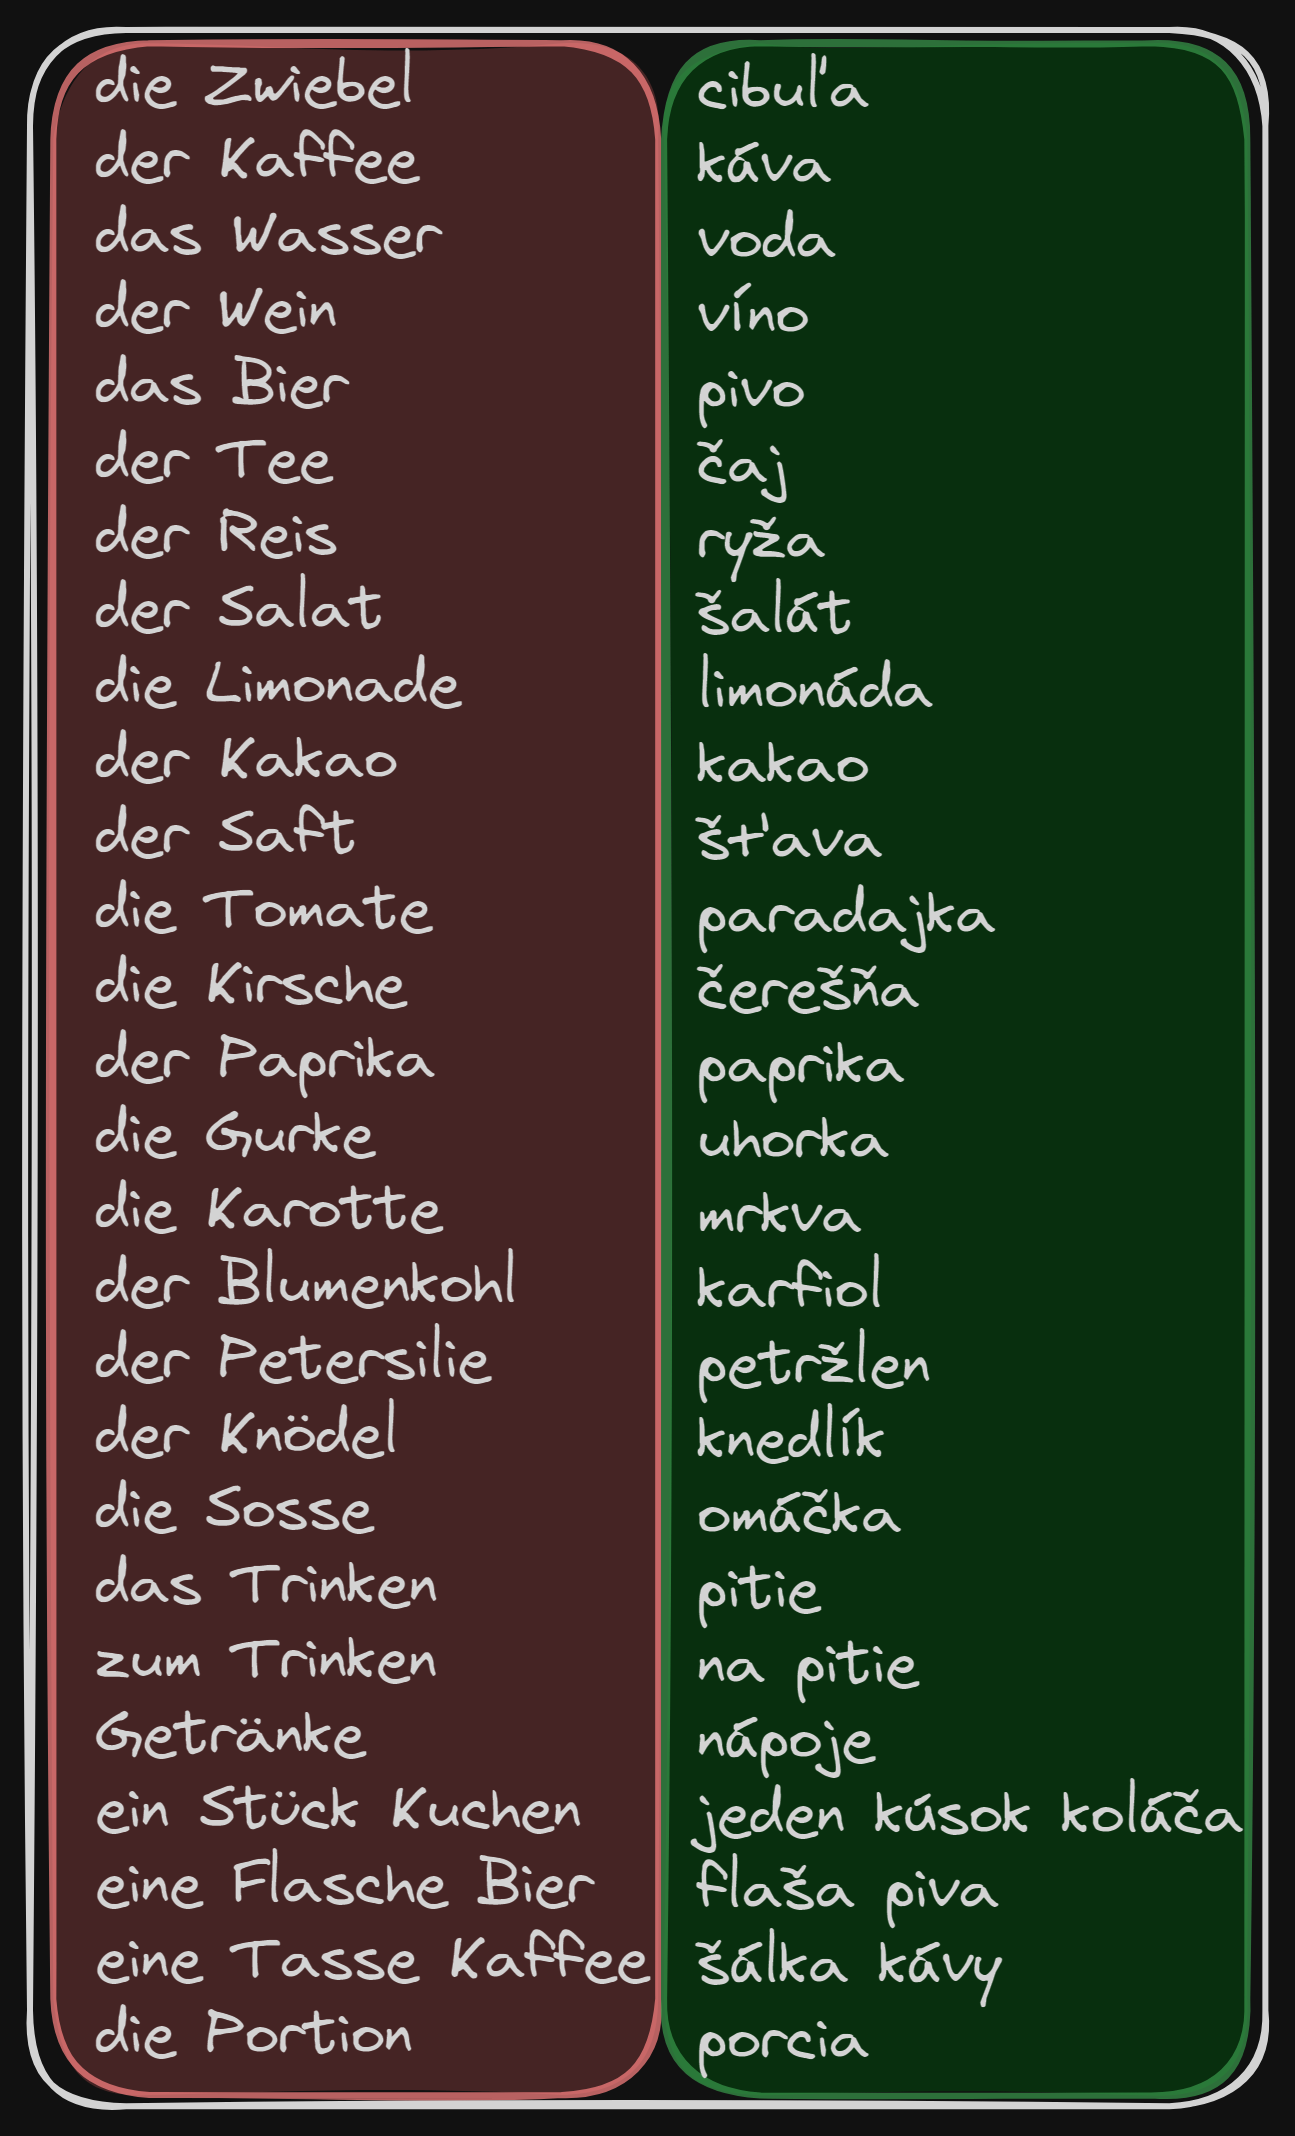 die Zwiebel
der Kaffee
das Wasser
der Wein
das Bier
der Tee
der Reis
der Salat
die Limonade
der Kakao
der Saft
die Tomate
die Kirsche
der Paprika
die Gurke
die Karotte
der Blumenkohl
der Petersilie
der Knödel
die Sosse
das Trinken
zum Trinken
Getränke
ein Stück Kuchen
eine Flasche Bier
eine Tasse Kaffee
die Portion
cibuľa
káva
voda
víno
pivo
čaj
ryža
šalát
limonáda
kakao
šťava
paradajka
čerešňa
paprika
uhorka
mrkva
karfiol
petržlen
knedlík
omáčka
pitie
na pitie
nápoje
jeden kúsok koláča
flaša piva
šálka kávy
porcia